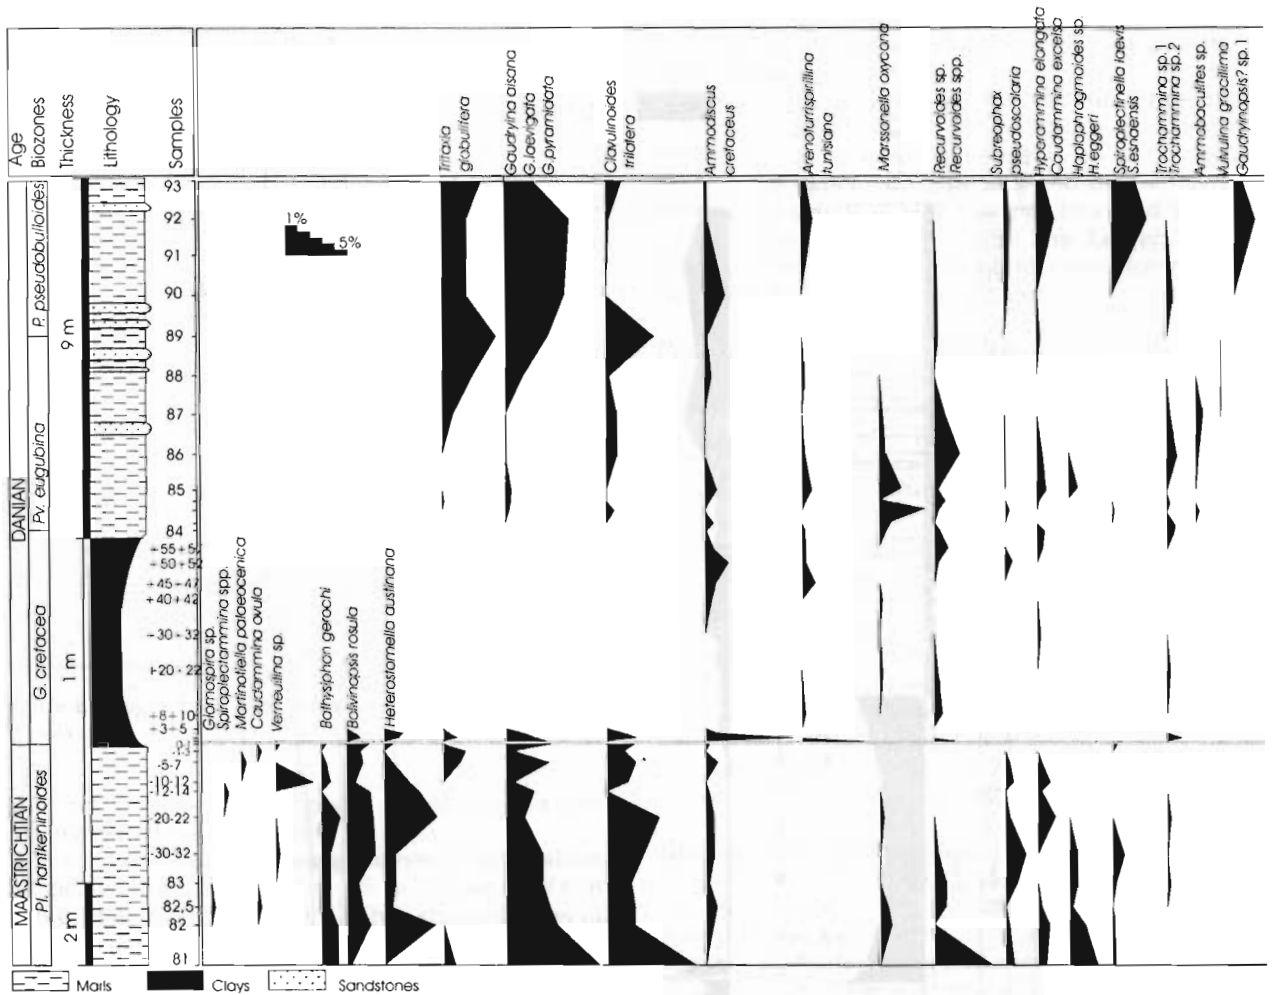 Age
Biozones
Thickness
Lithology
Samples
Tritaxia
globulifera
Gaudryina aissana
G. laevigata
G. pyramidata
Clavulinoides
trilatera
Ammodiscus
cretaceus
Arenoturrispirillina
tunisiana
Marssonella oxycona
Recurvoides sp.
Recurvoides spp.
Subreophax
pseudoscalaria
Hyperammina elongata
Caudammina excelsa
Haplophragmoides sp.
H. eggeri
Spiroplectinella laevis
S. esnaensis
Trochammina sp.1
Trochammina sp.2
Ammobaculites sp.
Vulvulina gracillima
Gaudryinopsis? sp.1
DANIAN
MAASTRICHTIAN
P. pseudobulloides
Pv. eugubina
G. cretacea
Pl. hantkeninoides
9 m
1 m
2 m
93
92
91
90
89
88
87
86
85
84
+50+52
+45+47
+40+42
-30+32
+20+22
+8+10
+3+5
-5-7
-10-12
-20-22
-30-32
83
82,5
82
81
1%
5%
Glomospira sp.
Spiroplectammina spp.
Martinottiella palaeocenica
Caudammina ovula
Verneuilina sp.
Bathysiphon gerochi
Bolivinopsis rosula
Heterostomella austinana
Marls
Clays
Sandstones